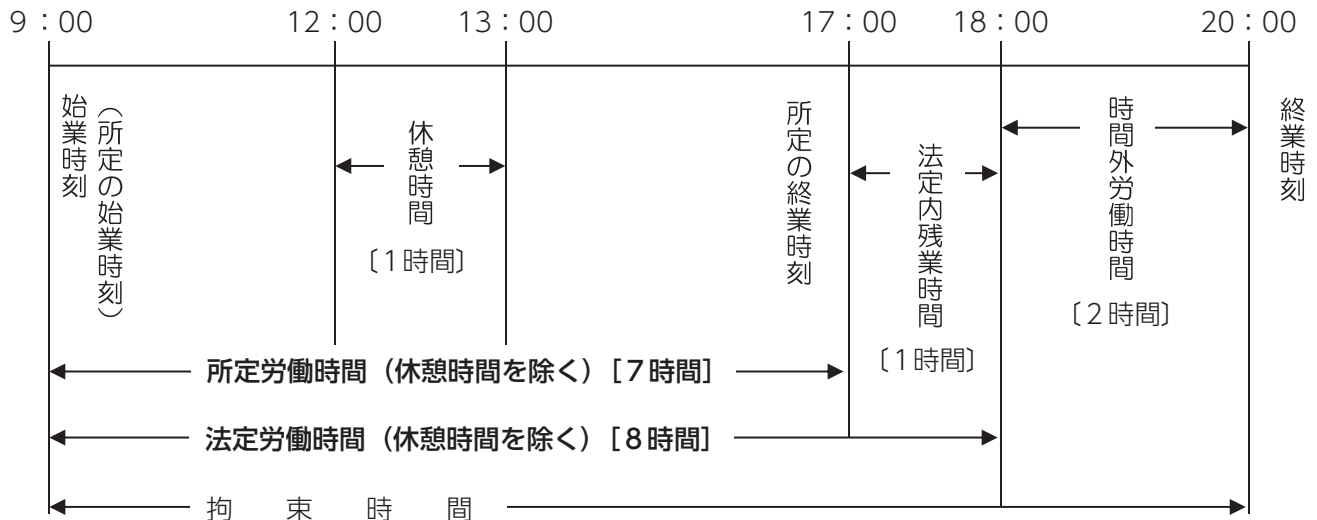 9：00
12：00
13：00
17：00
18：00
20：00
始業時刻
（所定の始業時刻）
休憩時間
〔1時間〕
所定の終業時刻
法定内残業時間
〔1時間〕
時間外労働時間
〔2時間〕
終業時刻
所定労働時間（休憩時間を除く）［7時間］
法定労働時間（休憩時間を除く）［8時間］
拘束時間